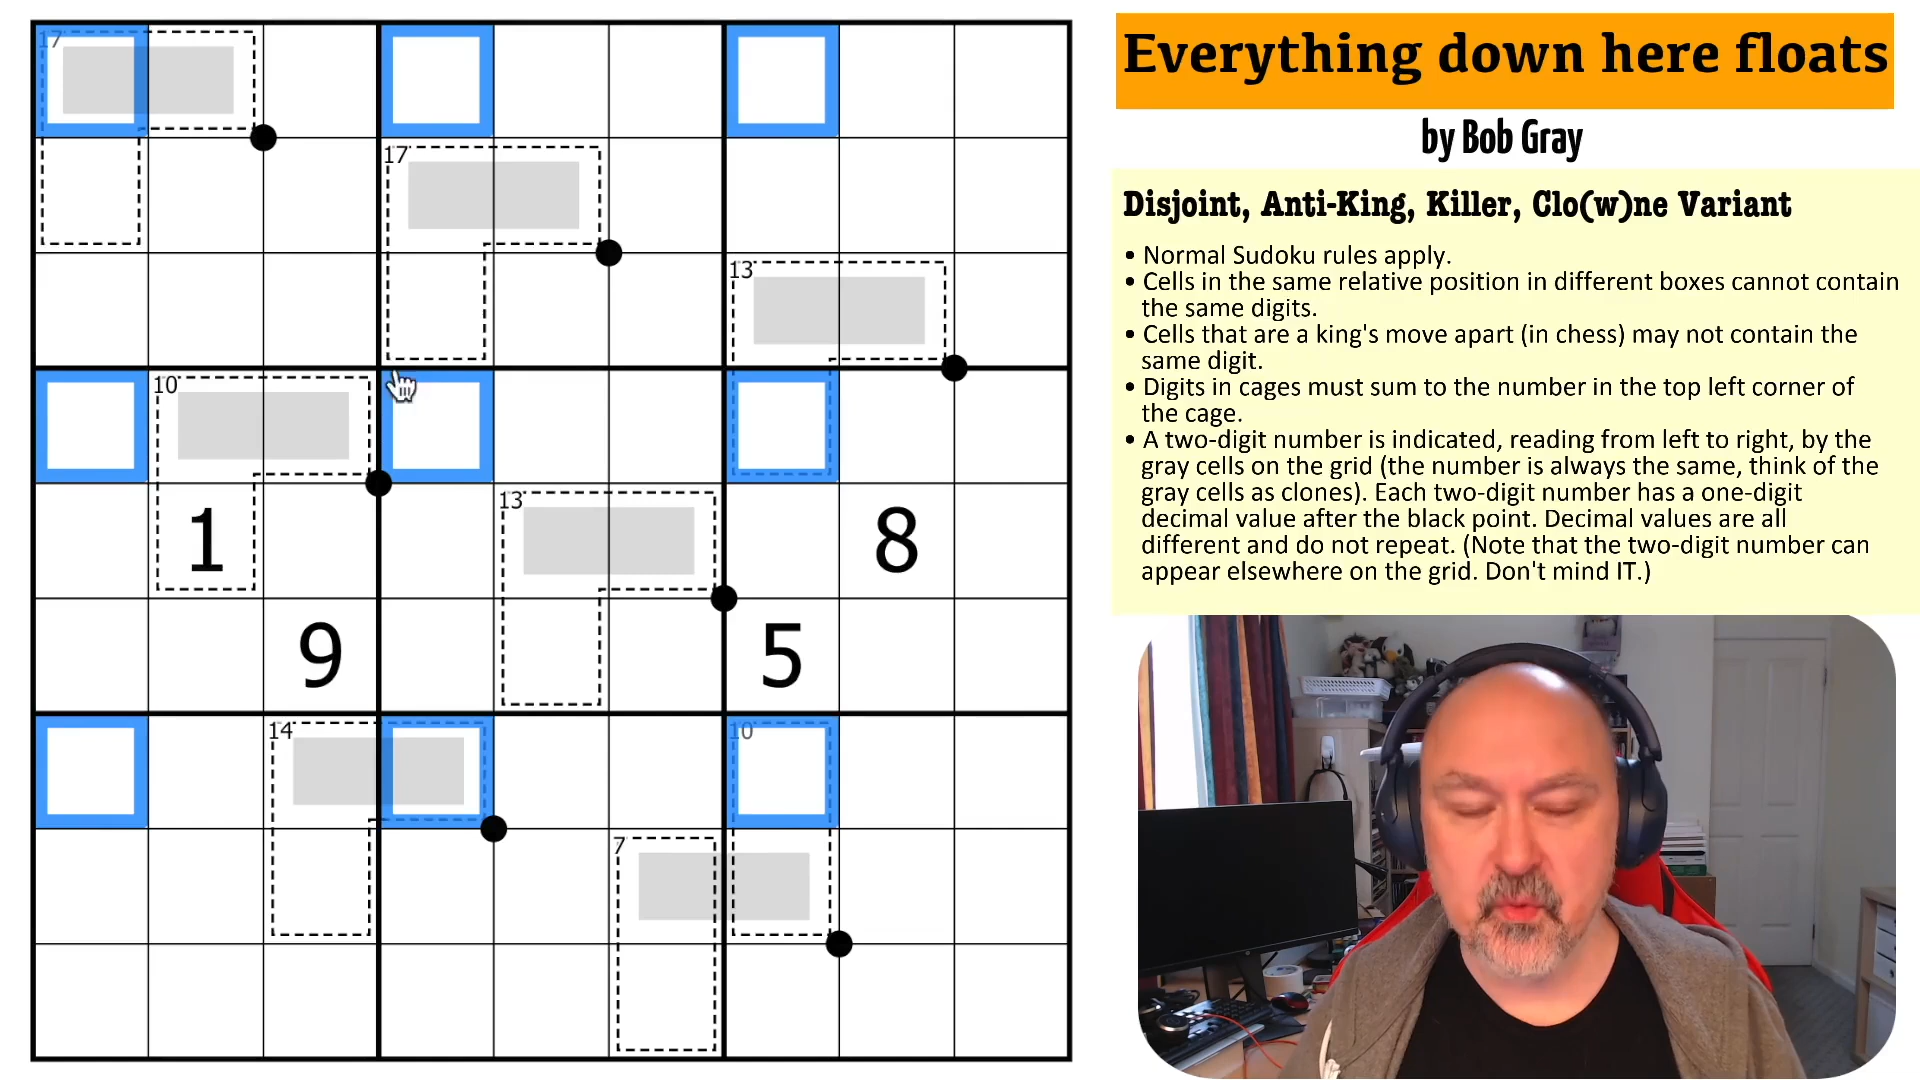 Everything down here floats
by Bob Gray
Disjoint, Anti-King, Killer, Clo(w)ne Variant
• Normal Sudoku rules apply.
• Cells in the same relative position in different boxes cannot contain
the same digits.
• Cells that are a king's move apart (in chess) may not contain the
same digit.
• Digits in cages must sum to the number in the top left corner of
the cage.
• A two-digit number is indicated, reading from left to right, by the
gray cells on the grid (the number is always the same, think of the
gray cells as clones). Each two-digit number has a one-digit
decimal value after the black point. Decimal values are all
different and do not repeat. (Note that the two-digit number can
appear elsewhere on the grid. Don't mind IT.)
17
17
13
10
13
1
8
9
5
14
10
7